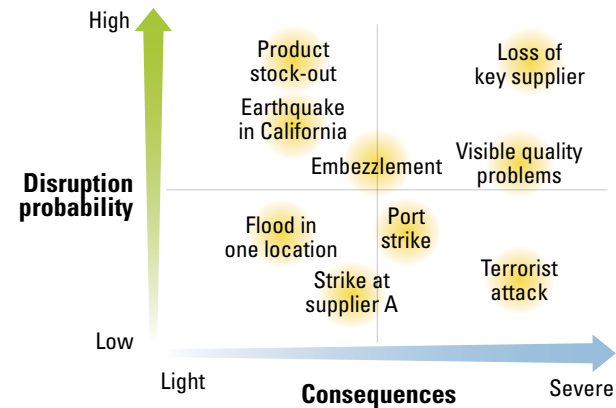 High
Product
stock-out
Loss of
key supplier
Earthquake
in California
Embezzlement
Visible quality
problems
Disruption
probability
Flood in
one location
Port
strike
Strike at
supplier A
Terrorist
attack
Low
Light
Consequences
Severe